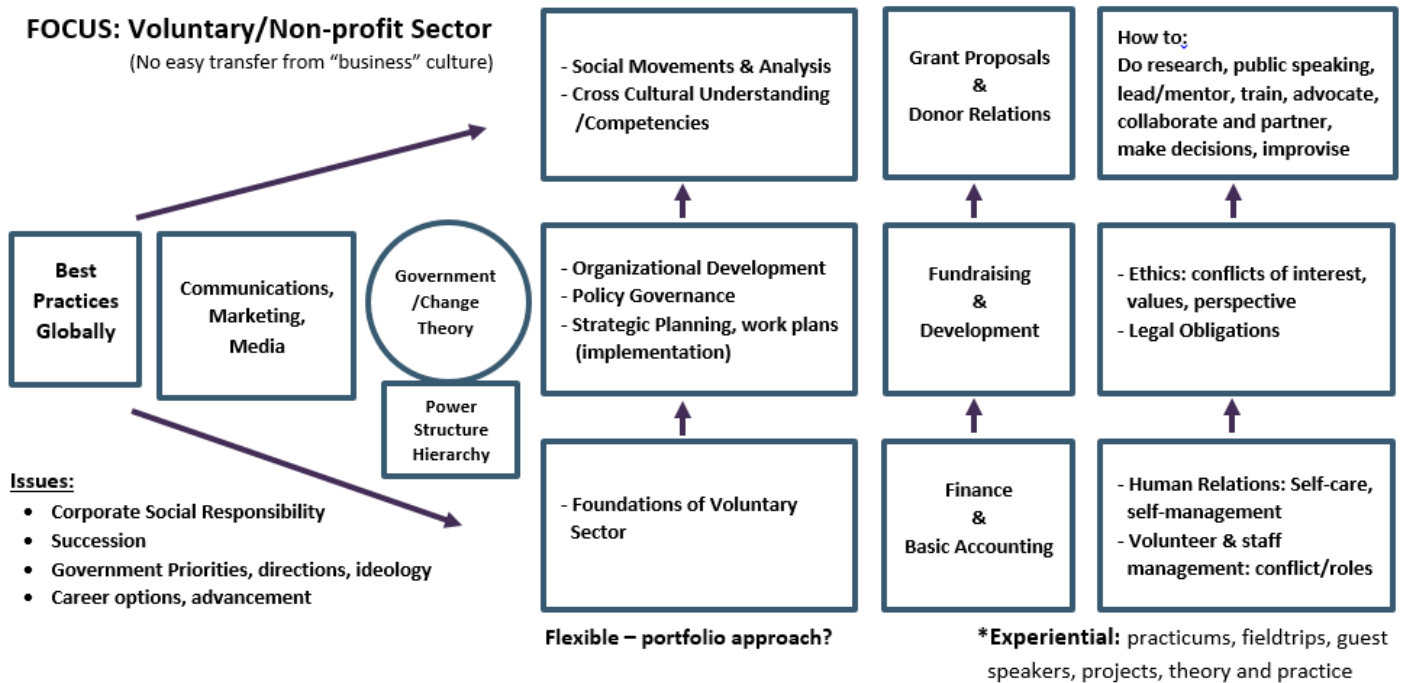 FOCUS: Voluntary/Non-profit Sector
(No easy transfer from “business” culture)
- Social Movements & Analysis
- Cross Cultural Understanding
/Competencies
Grant Proposals
&
Donor Relations
How to:
Do research, public speaking,
lead/mentor, train, advocate,
collaborate and partner,
make decisions, improvise
Best
Practices
Globally
Communications,
Marketing,
Media
Government
/Change
Theory
Power
Structure
Hierarchy
- Organizational Development
- Policy Governance
- Strategic Planning, work plans
(implementation)
Fundraising
&
Development
- Ethics: conflicts of interest,
values, perspective
- Legal Obligations
Issues:
• Corporate Social Responsibility
• Succession
• Government Priorities, directions, ideology
• Career options, advancement
- Foundations of Voluntary
Sector
Finance
&
Basic Accounting
- Human Relations: Self-care,
self-management
- Volunteer & staff
management: conflict/roles
Flexible – portfolio approach?
*Experiential: practicums, fieldtrips, guest
speakers, projects, theory and practice